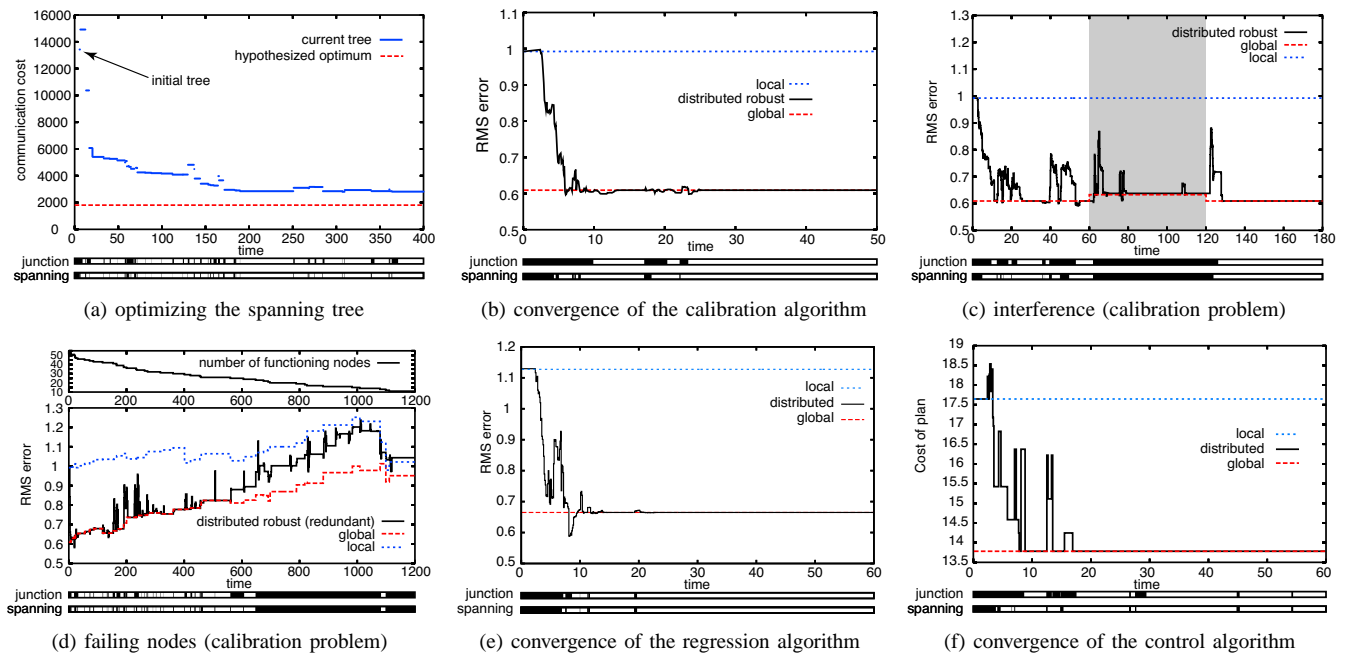 16000
14000
12000
10000
8000
6000
4000
2000
0
communication cost
current tree
hypothesized optimum
initial tree
0 50 100 150 200 250 300 350 400
time
junction
spanning
(a) optimizing the spanning tree
1.2
1.1
1
0.9
0.8
0.7
0.6
0.5
RMS error
local
distributed robust
global
0 10 20 30 40 50
time
(b) convergence of the calibration algorithm
1.3
1.2
1.1
1
0.9
0.8
0.7
0.6
0.5
RMS error
distributed robust
global
local
0 20 40 60 80 100 120 140 160 180
time
junction
spanning
(c) interference (calibration problem)
50
40
30
20
10
number of functioning nodes
0 200 400 600 800 1000 1200
1.3
1.2
1.1
1
0.9
0.8
0.7
0.6
0.5
RMS error
distributed robust (redundant)
global
local
0 200 400 600 800 1000 1200
time
junction
spanning
(d) failing nodes (calibration problem)
1.2
1.1
1
0.9
0.8
0.7
0.6
0.5
RMS error
local
distributed
global
0 10 20 30 40 50 60
time
(e) convergence of the regression algorithm
19
18.5
18
17.5
17
16.5
16
15.5
15
14.5
14
13.5
Cost of plan
local
distributed
global
0 10 20 30 40 50 60
time
junction
spanning
(f) convergence of the control algorithm